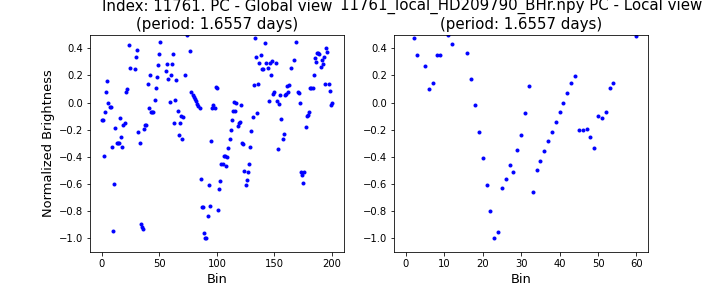 Index: 11761. PC - Global view
(period: 1.6557 days)
11761_local_HD209790_BHr.npy PC - Local view
(period: 1.6557 days)
Normalized Brightness
0.4
0.2
0.0
−0.2
−0.4
−0.6
−0.8
−1.0
0 50 100 150 200
Bin
0.4
0.2
0.0
−0.2
−0.4
−0.6
−0.8
−1.0
0 10 20 30 40 50 60
Bin